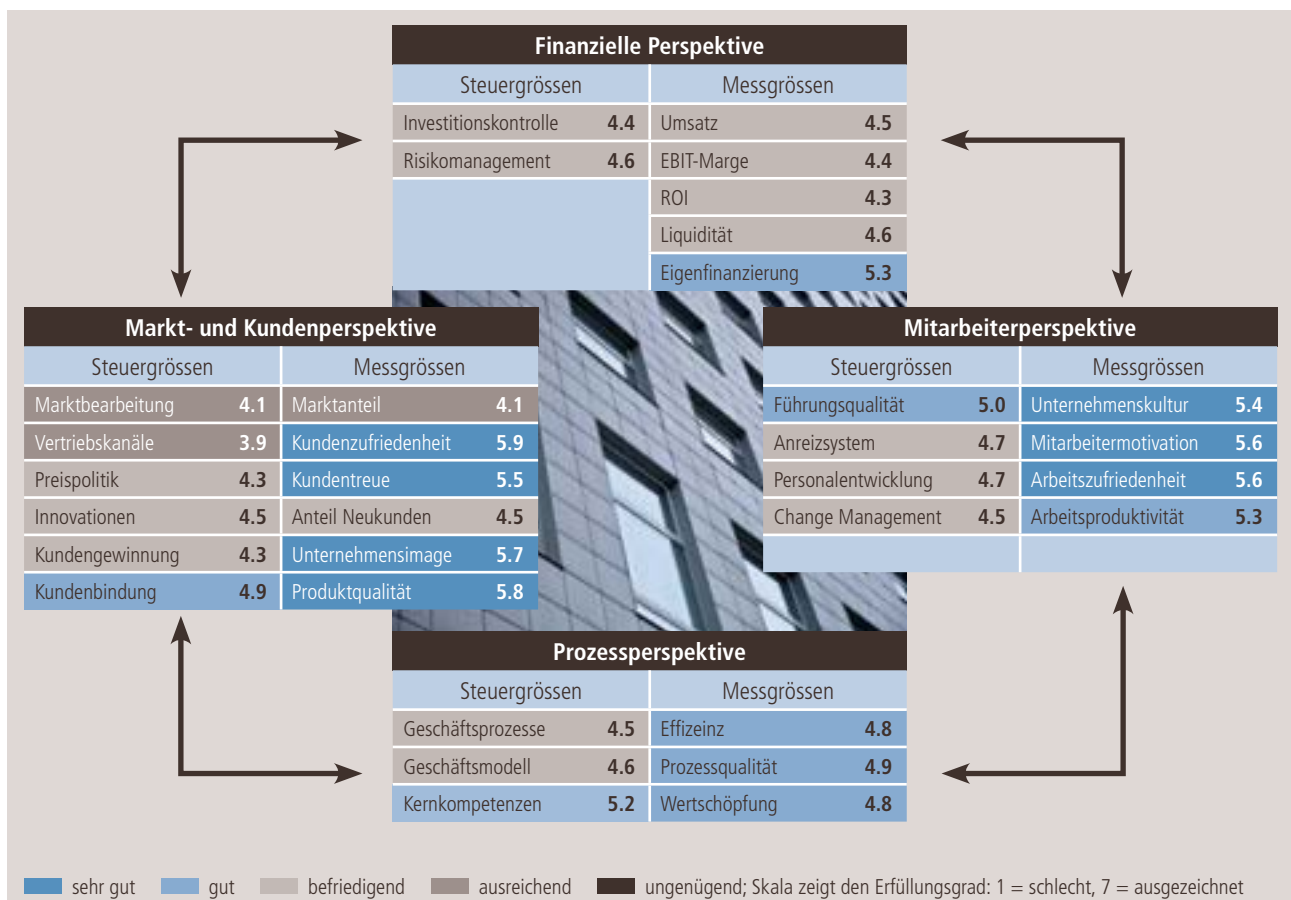 Finanzielle Perspektive
Steuergrössen Messgrössen
Investitionskontrolle 4.4 Umsatz 4.5
Risikomanagement 4.6 EBIT-Marge 4.4
ROI 4.3
Liquidität 4.6
Eigenfinanzierung 5.3
Markt- und Kundenperspektive
Steuergrössen Messgrössen
Marktbearbeitung 4.1 Marktanteil 4.1
Vertriebskanäle 3.9 Kundenzufriedenheit 5.9
Preispolitik 4.3 Kundentreue 5.5
Innovationen 4.5 Anteil Neukunden 4.5
Kundengewinnung 4.3 Unternehmensimage 5.7
Kundenbindung 4.9 Produktqualität 5.8
Mitarbeiterperspektive
Steuergrössen Messgrössen
Führungsqualität 5.0 Unternehmenskultur 5.4
Anreizsystem 4.7 Mitarbeitermotivation 5.6
Personalentwicklung 4.7 Arbeitszufriedenheit 5.6
Change Management 4.5 Arbeitsproduktivität 5.3
Prozessperspektive
Steuergrössen Messgrössen
Geschäftsprozesse 4.5 Effizeinz 4.8
Geschäftsmodell 4.6 Prozessqualität 4.9
Kernkompetenzen 5.2 Wertschöpfung 4.8
sehr gut gut befriedigend ausreichend ungenügend; Skala zeigt den Erfüllungsgrad: 1 = schlecht, 7 = ausgezeichnet